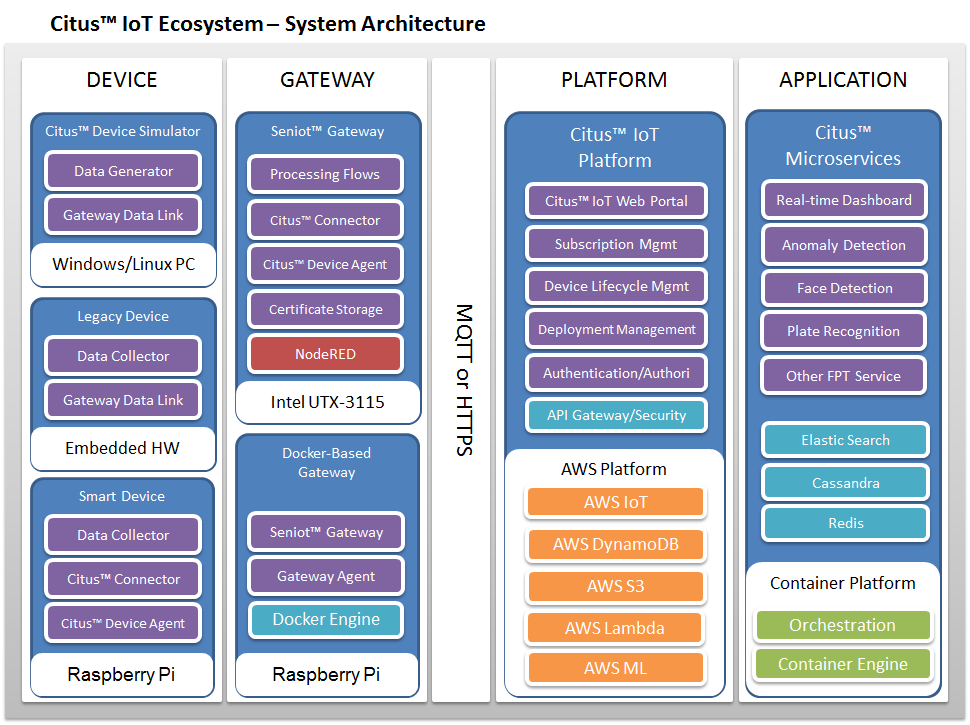 Citus™ IoT Ecosystem – System Architecture
DEVICE
Citus™ Device Simulator
Data Generator
Gateway Data Link
Windows/Linux PC
Legacy Device
Data Collector
Gateway Data Link
Embedded HW
Smart Device
Data Collector
Citus™ Connector
Citus™ Device Agent
Raspberry Pi
GATEWAY
Seniot™ Gateway
Processing Flows
Citus™ Connector
Citus™ Device Agent
Certificate Storage
NodeRED
Intel UTX-3115
Docker-Based
Gateway
Seniot™ Gateway
Gateway Agent
Docker Engine
Raspberry Pi
MQTT or HTTPS
PLATFORM
Citus™ IoT
Platform
Citus™ IoT Web Portal
Subscription Mgmt
Device Lifecycle Mgmt
Deployment Management
Authentication/Authori
API Gateway/Security
AWS Platform
AWS IoT
AWS DynamoDB
AWS S3
AWS Lambda
AWS ML
APPLICATION
Citus™
Microservices
Real-time Dashboard
Anomaly Detection
Face Detection
Plate Recognition
Other FPT Service
Elastic Search
Cassandra
Redis
Container Platform
Orchestration
Container Engine